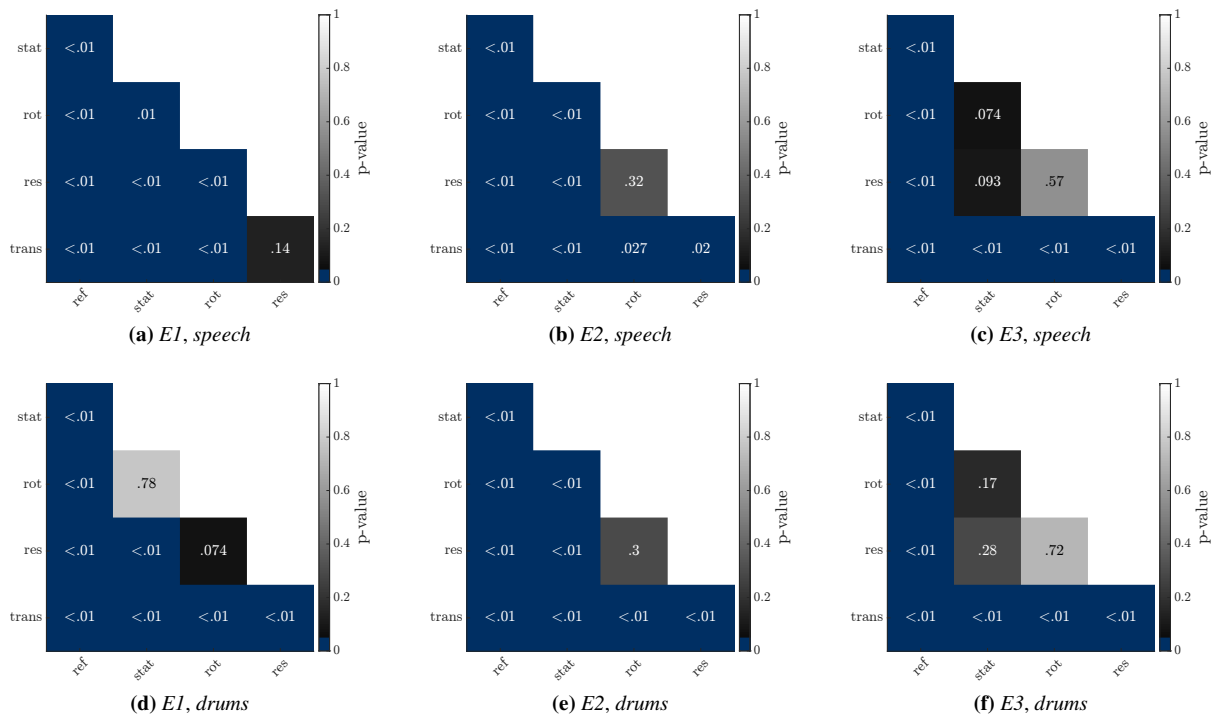 stat <.01
rot <.01 .01
res <.01 <.01 <.01
trans <.01 <.01 <.01 .14
ref stat rot res
0 0.2 0.4 0.6 0.8 1
p-value
(a) E1, speech
stat <.01
rot <.01 <.01
res <.01 <.01 .32
trans <.01 <.01 .027 .02
ref stat rot res
0 0.2 0.4 0.6 0.8 1
p-value
(b) E2, speech
stat <.01
rot <.01 .074
res <.01 .093 .57
trans <.01 <.01 <.01 <.01
ref stat rot res
0 0.2 0.4 0.6 0.8 1
p-value
(c) E3, speech
stat <.01
rot <.01 .78
res <.01 <.01 .074
trans <.01 <.01 <.01 <.01
ref stat rot res
0 0.2 0.4 0.6 0.8 1
p-value
(d) E1, drums
stat <.01
rot <.01 <.01
res <.01 <.01 .3
trans <.01 <.01 <.01 <.01
ref stat rot res
0 0.2 0.4 0.6 0.8 1
p-value
(e) E2, drums
stat <.01
rot <.01 .17
res <.01 .28 .72
trans <.01 <.01 <.01 <.01
ref stat rot res
0 0.2 0.4 0.6 0.8 1
p-value
(f) E3, drums